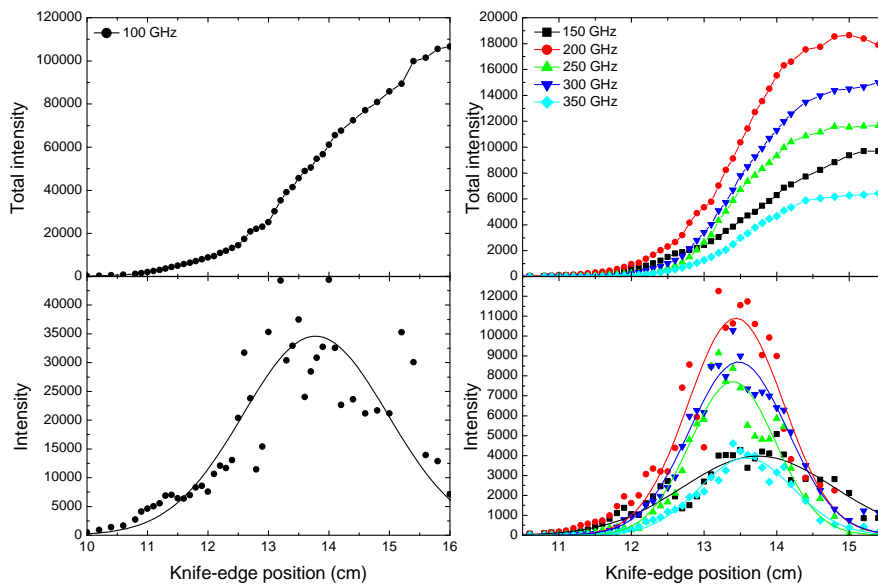 100 GHz
Total intensity
120000
100000
80000
60000
40000
20000
0
Intensity
40000
35000
30000
25000
20000
15000
10000
5000
0
10 11 12 13 14 15 16
Knife-edge position (cm)
150 GHz
200 GHz
250 GHz
300 GHz
350 GHz
Total intensity
20000
18000
16000
14000
12000
10000
8000
6000
4000
2000
0
Intensity
12000
11000
10000
9000
8000
7000
6000
5000
4000
3000
2000
1000
0
11 12 13 14 15
Knife-edge position (cm)